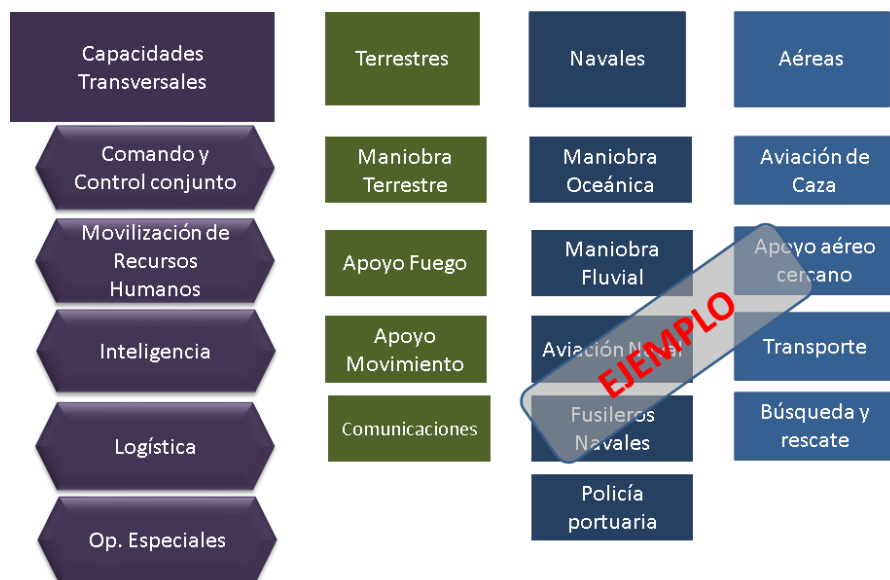 Capacidades
Transversales
Terrestres
Navales
Aéreas
Comando y
Control conjunto
Maniobra
Terrestre
Maniobra
Oceánica
Aviación de
Caza
Movilización de
Recursos
Humanos
Apoyo Fuego
Maniobra
Fluvial
Apoyo aéreo
cercano
Inteligencia
Apoyo
Movimiento
Aviación Naval
Transporte
Logística
Comunicaciones
Fusileros
Navales
Búsqueda y
rescate
Op. Especiales
Policía
portuaria
EJEMPLO